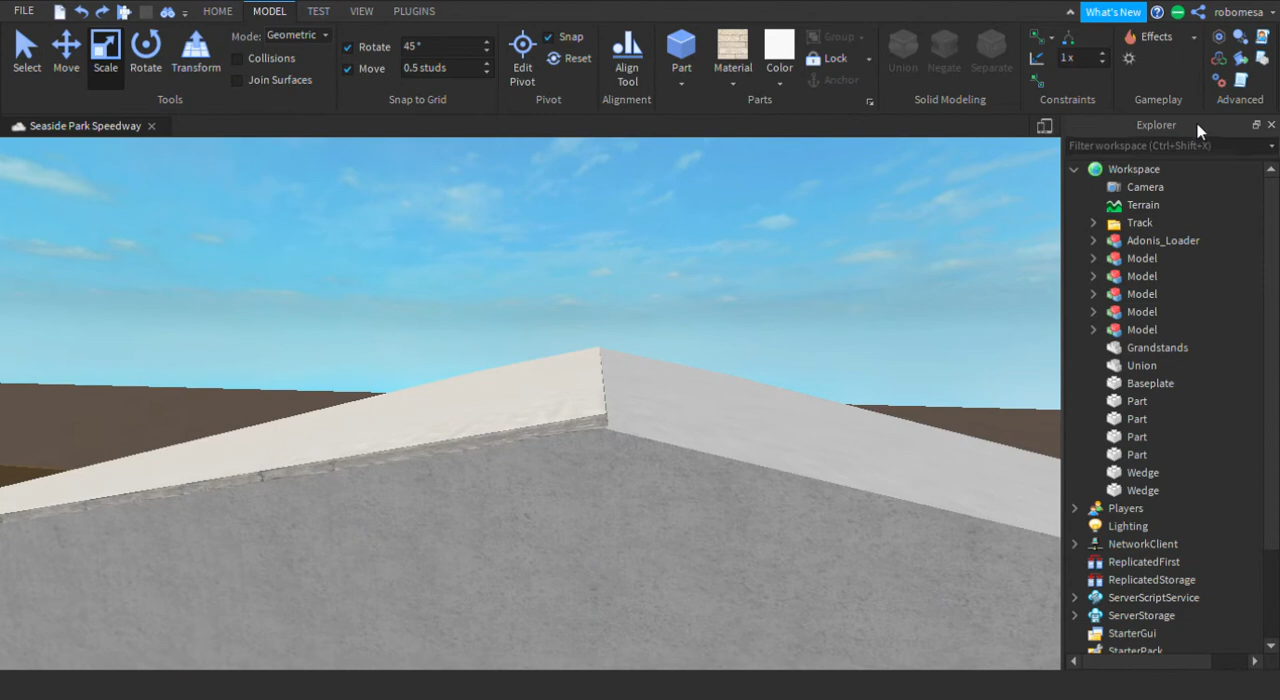 FILE HOME MODEL TEST VIEW PLUGINS What's New robomesa
Select Move Scale Rotate Transform
Mode: Geometric
Collisions
Join Surfaces
Tools
Rotate 45°
Move 0.5 studs
Snap to Grid
Edit Pivot
Snap
Reset
Pivot
Align Tool
Alignment
Part Material Color
Group
Lock
Anchor
Parts
Union Negate Separate
Solid Modeling
1x
Constraints
Effects
Gameplay
Advanced
Seaside Park Speedway
Explorer
Filter workspace (Ctrl+Shift+X)
Workspace
Camera
Terrain
Track
Adonis_Loader
Model
Model
Model
Model
Model
Grandstands
Union
Baseplate
Part
Part
Part
Part
Wedge
Wedge
Players
Lighting
NetworkClient
ReplicatedFirst
ReplicatedStorage
ServerScriptService
ServerStorage
StarterGui
StarterPack